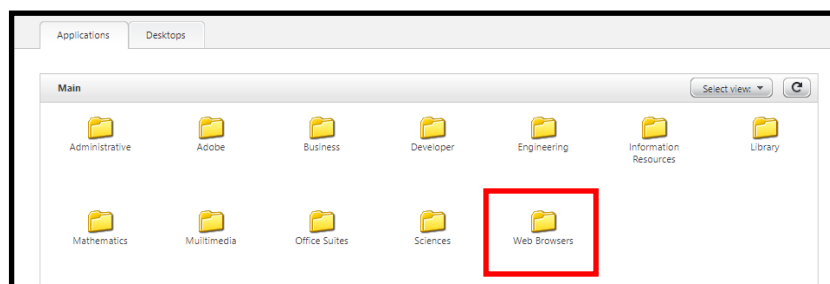 Applications Desktops
Main Select view:
Administrative Adobe Business Developer Engineering Information Resources Library
Mathematics Muiltimedia Office Suites Sciences Web Browsers